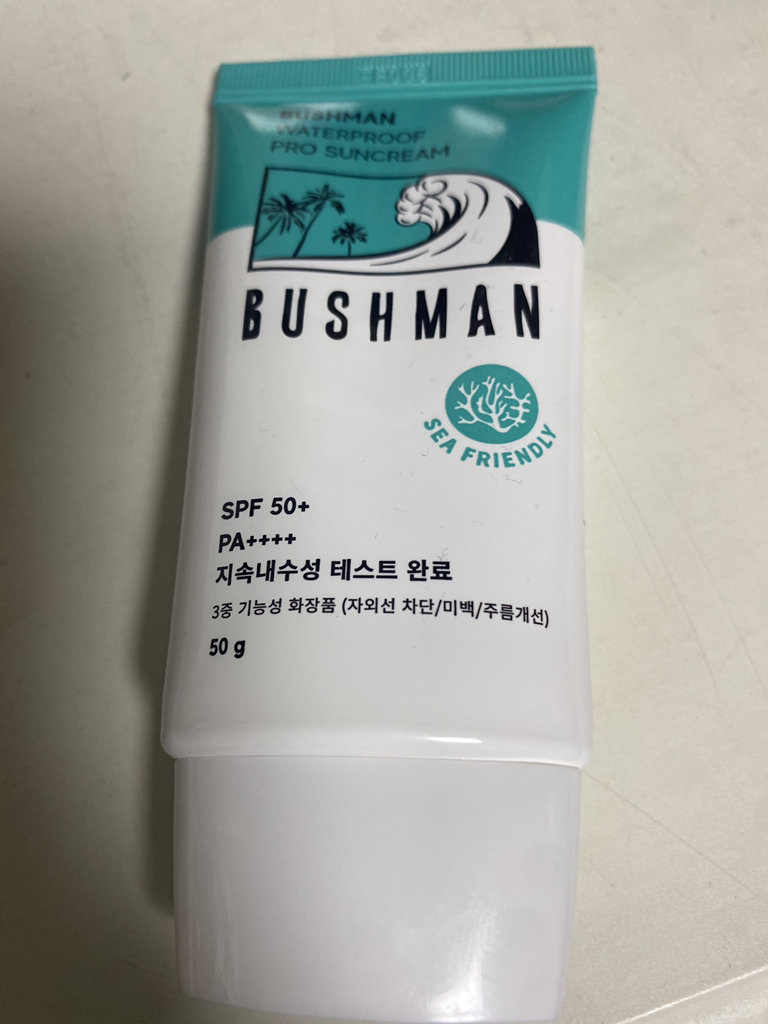 BUSHMAN
WATERPROOF
PRO SUNCREAM
BUSHMAN
SEA FRIENDLY
SPF 50+
PA++++
지속내수성 테스트 완료
3중 기능성 화장품 (자외선 차단/미백/주름개선)
50 g